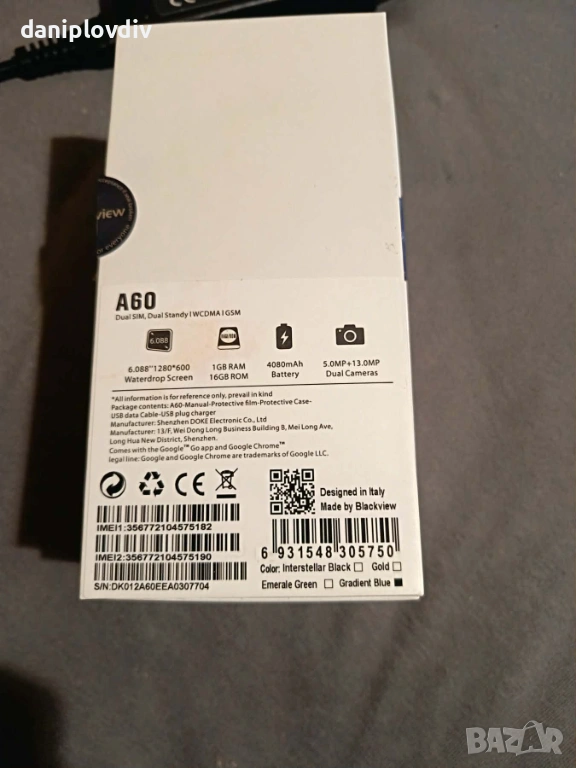 daniplovdiv
view
A60
Dual SIM, Dual Standy I WCDMA I GSM
6.088
6.088"1280*600
Waterdrop Screen
1GB RAM
16GB ROM
4080mAh
Battery
5.0MP+13.0MP
Dual Cameras
*All information is for reference only, prevail in kind
Package contents: A60-Manual-Protective film-Protective Case-
USB data Cable-USB plug charger
Manufacturer: Shenzhen DOKE Electronic Co., Ltd
Manufacturer: 13/F, Wei Dong Long Business Building B, Mei Long Ave,
Long Hua New District, Shenzhen.
Comes with the Google™ Go app and Google Chrome™
legal line: Google and Google Chrome are trademarks of Google LLC.
Designed in Italy
Made by Blackview
IMEI1:356772104575182
IMEI2:356772104575190
S/N:DK012A60EEA0307704
6 931548 305750
Color: Interstellar Black Gold
Emerale Green Gradient Blue
BAZAR